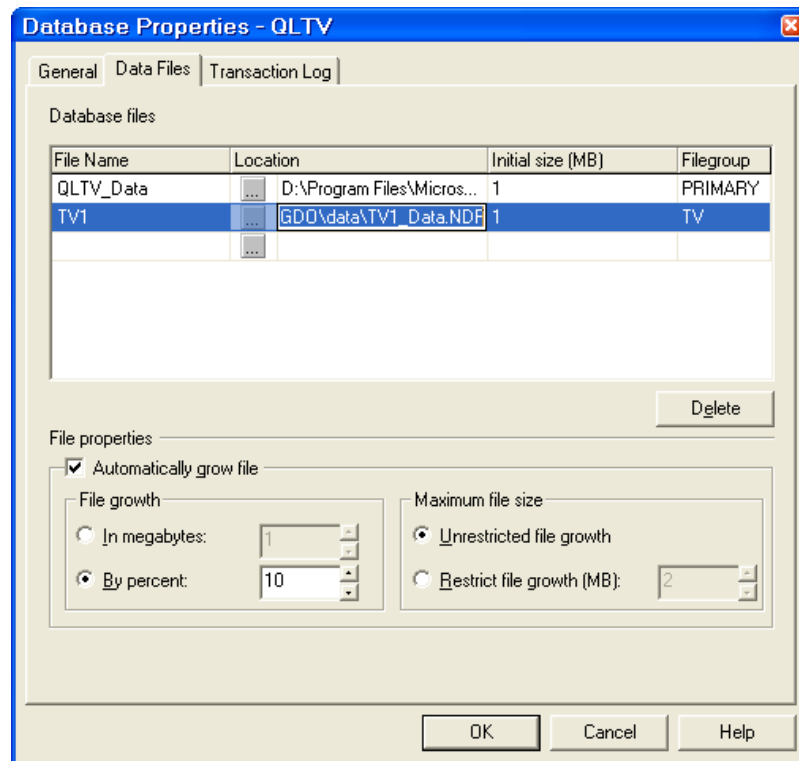 Database Properties - QLTV
General Data Files Transaction Log
Database files
File Name Location Initial size (MB) Filegroup
QLTV_Data ... D:\Program Files\Micros... 1 PRIMARY
TV1 ... GDO\data\TV1_Data.NDF 1 TV
...
Delete
File properties
Automatically grow file
File growth Maximum file size
In megabytes: 1 Unrestricted file growth
By percent: 10 Restrict file growth (MB): 2
OK Cancel Help